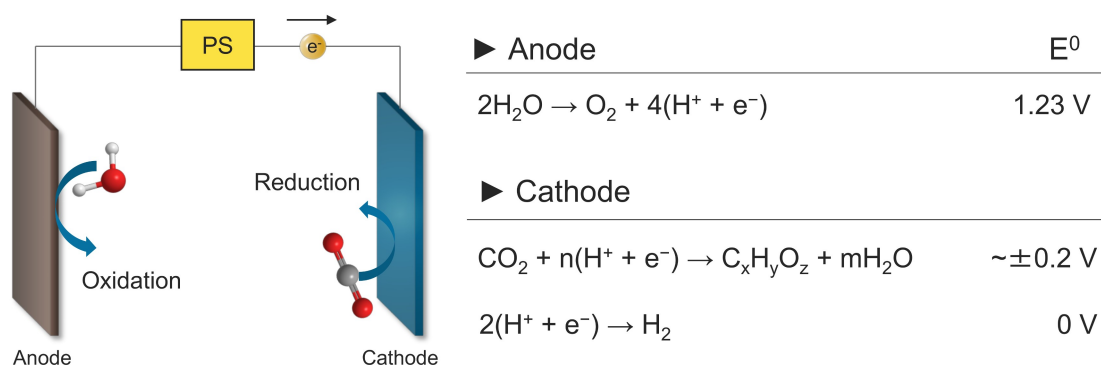 PS
e⁻
Oxidation
Reduction
Anode
Cathode
► Anode E⁰
2H₂O → O₂ + 4(H⁺ + e⁻) 1.23 V
► Cathode
CO₂ + n(H⁺ + e⁻) → CₓHᵧO_z + mH₂O ~±0.2 V
2(H⁺ + e⁻) → H₂ 0 V